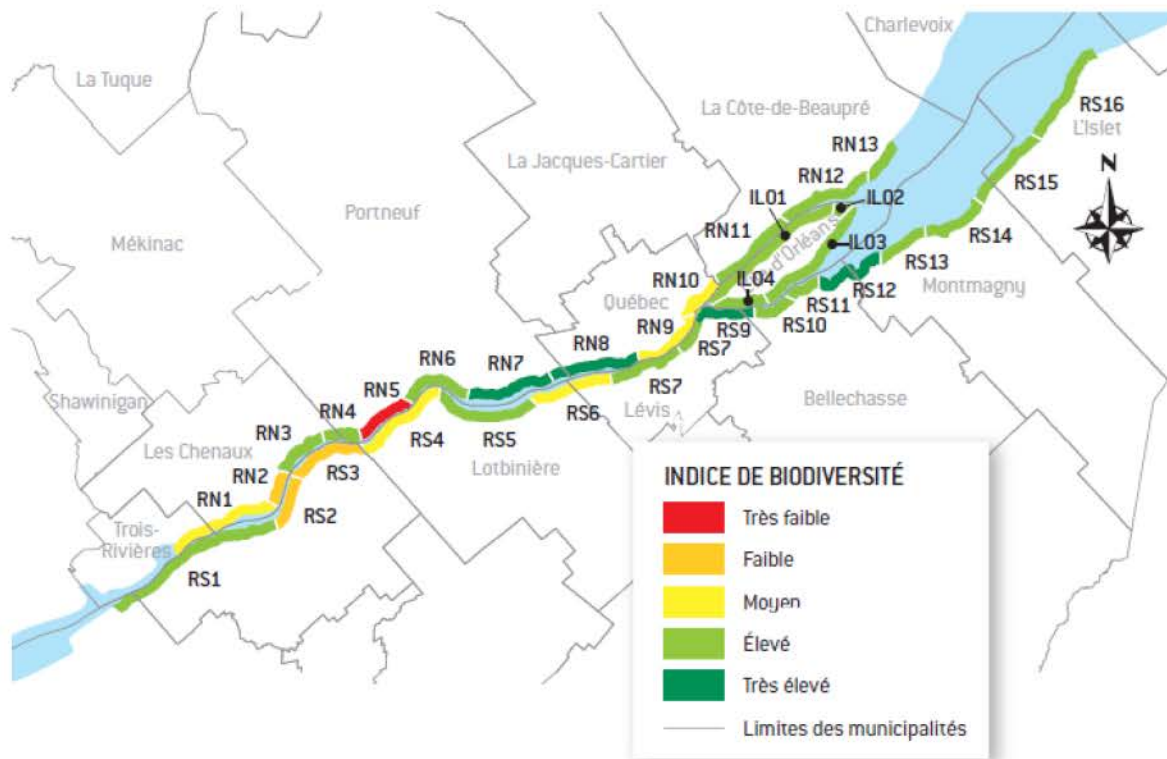 Charlevoix
La Tuque
RS16
L'Islet
La Côte-de-Beaupré
RN13
La Jacques-Cartier
RN12
IL02
IL01
N
RS15
Portneuf
RN11
d'Orléans
IL03
RS14
Mékinac
RN10
IL04
RS13
Québec
RS12
Montmagny
RS11
RN9
RS9
RS10
RN8
RS7
RN7
RN6
RS7
Shawinigan
RN5
RS6
Lévis
Bellechasse
RN4
RS4
RS5
RN3
Les Chenaux
RS3
Lotbinière
RN2
RN1
RS2
Trois-
Rivières
RS1
INDICE DE BIODIVERSITÉ
Très faible
Faible
Moyen
Élevé
Très élevé
Limites des municipalités